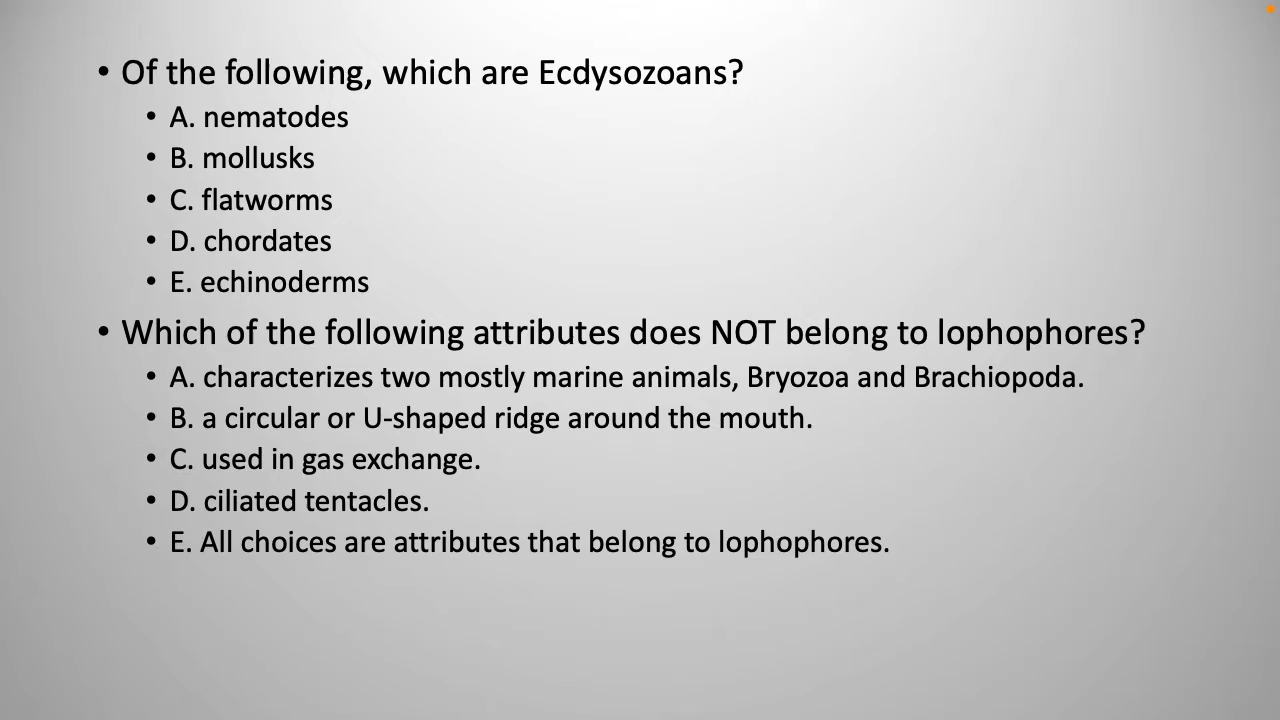 • Of the following, which are Ecdysozoans?
• A. nematodes
• B. mollusks
• C. flatworms
• D. chordates
• E. echinoderms
• Which of the following attributes does NOT belong to lophophores?
• A. characterizes two mostly marine animals, Bryozoa and Brachiopoda.
• B. a circular or U-shaped ridge around the mouth.
• C. used in gas exchange.
• D. ciliated tentacles.
• E. All choices are attributes that belong to lophophores.